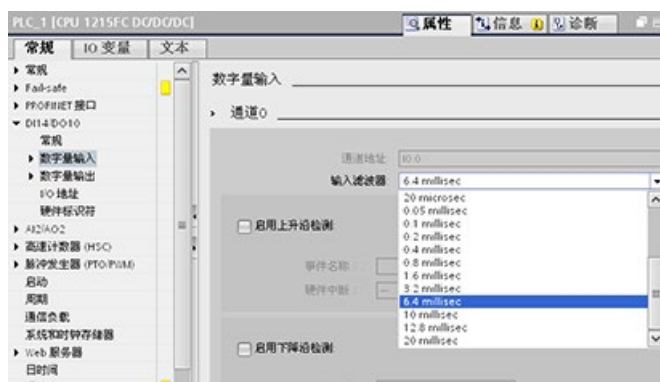 PLC_1 [CPU 1215FC DC/DC/DC]
属性 信息 诊断
常规 IO 变量 文本
常规
Fail-safe
PROFINET 接口
DI14/DO10
常规
数字量输入
数字量输出
I/O 地址
硬件标识符
AI2/AO2
高速计数器 (HSC)
脉冲发生器 (PTO/PWM)
启动
周期
通信负载
系统和时钟存储器
Web 服务器
日时间
数字量输入
通道0
通道地址 I0.0
输入滤波器 6.4 millisec
20 microsec
0.05 millisec
0.1 millisec
0.2 millisec
0.4 millisec
0.8 millisec
1.6 millisec
3.2 millisec
6.4 millisec
10 millisec
12.8 millisec
20 millisec
启用上升沿检测
事件名称:
硬件中断:
启用下降沿检测